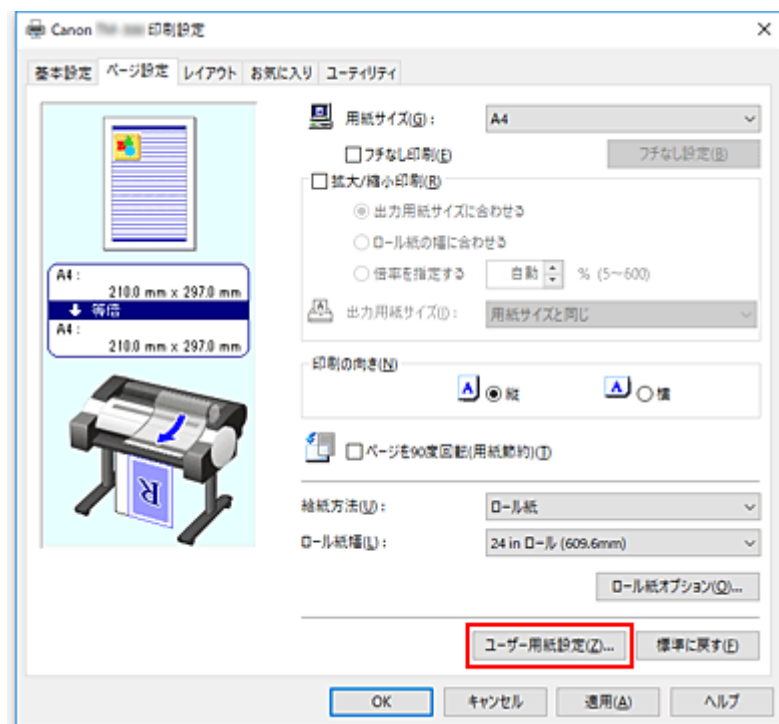 Canon 印刷設定
基本設定 ページ設定 レイアウト お気に入り ユーティリティ
用紙サイズ(G): A4
フチなし印刷(E) フチなし設定(B)
拡大/縮小印刷(R)
出力用紙サイズに合わせる
ロール紙の幅に合わせる
倍率を指定する 自動 % (5～600)
出力用紙サイズ(I): 用紙サイズと同じ
A4 :
210.0 mm x 297.0 mm
等倍
A4 :
210.0 mm x 297.0 mm
R
印刷の向き(N)
A 縦 A 横
ページを90度回転(用紙節約)(T)
給紙方法(U): ロール紙
ロール紙幅(L): 24 in ロール (609.6mm)
ロール紙オプション(O)...
ユーザー用紙設定(Z)... 標準に戻す(F)
OK キャンセル 適用(A) ヘルプ